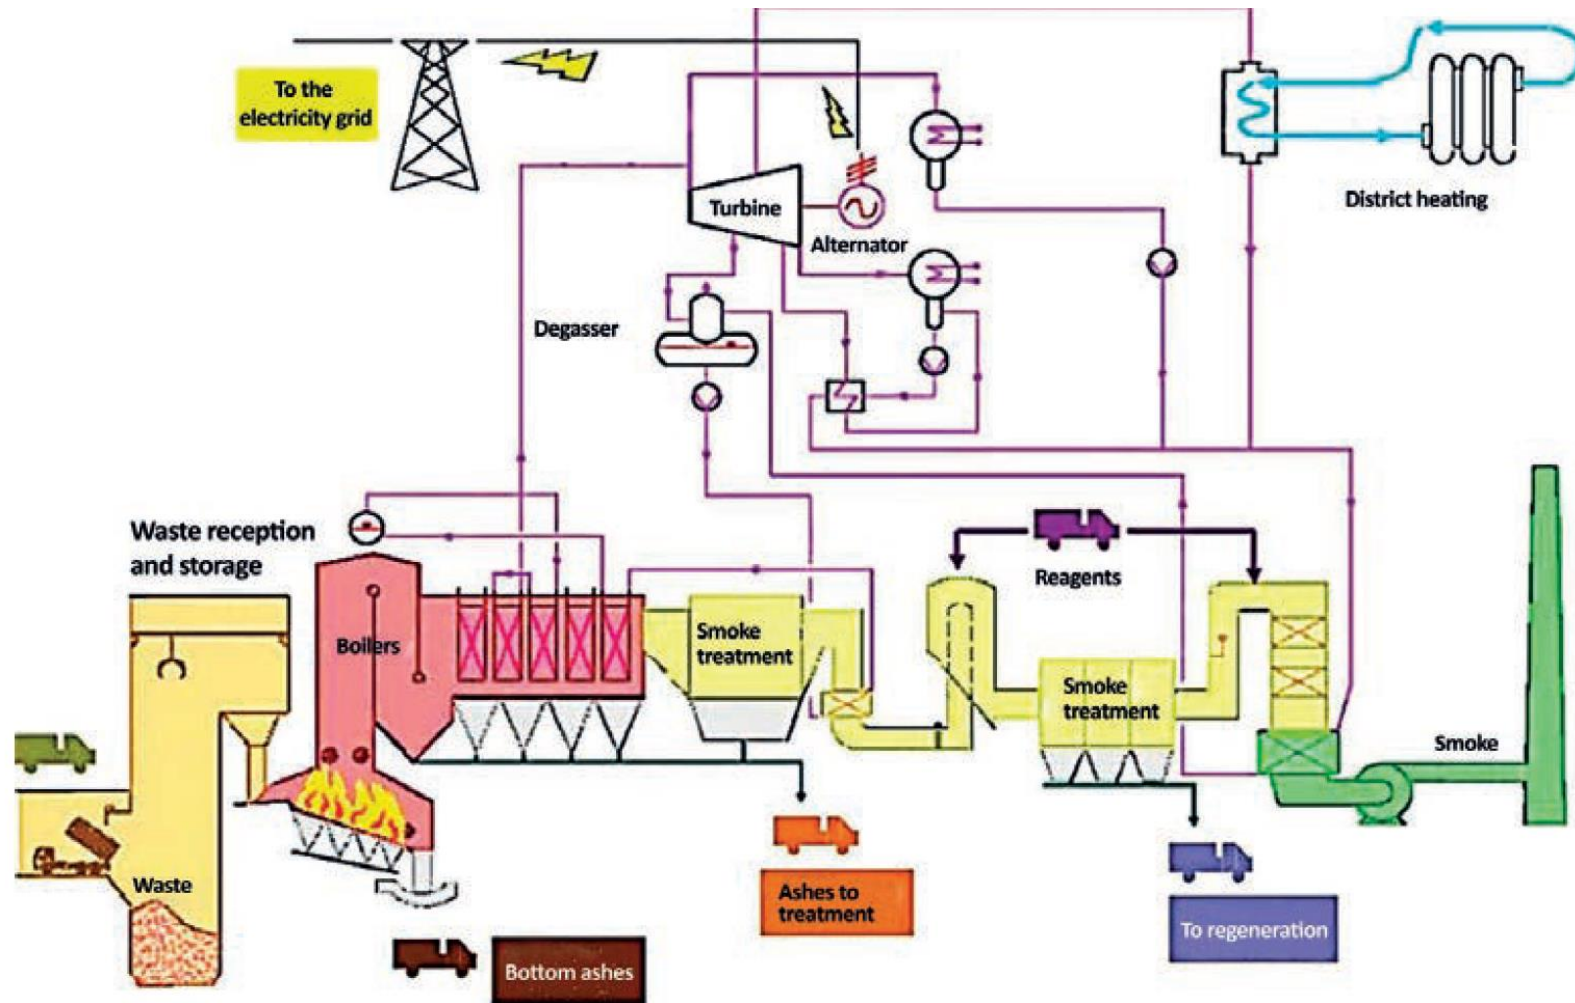 To the
electricity grid
Turbine
Alternator
District heating
Degasser
Waste reception
and storage
Reagents
Boilers
Smoke
treatment
Smoke
treatment
Smoke
Waste
Ashes to
treatment
To regeneration
Bottom ashes